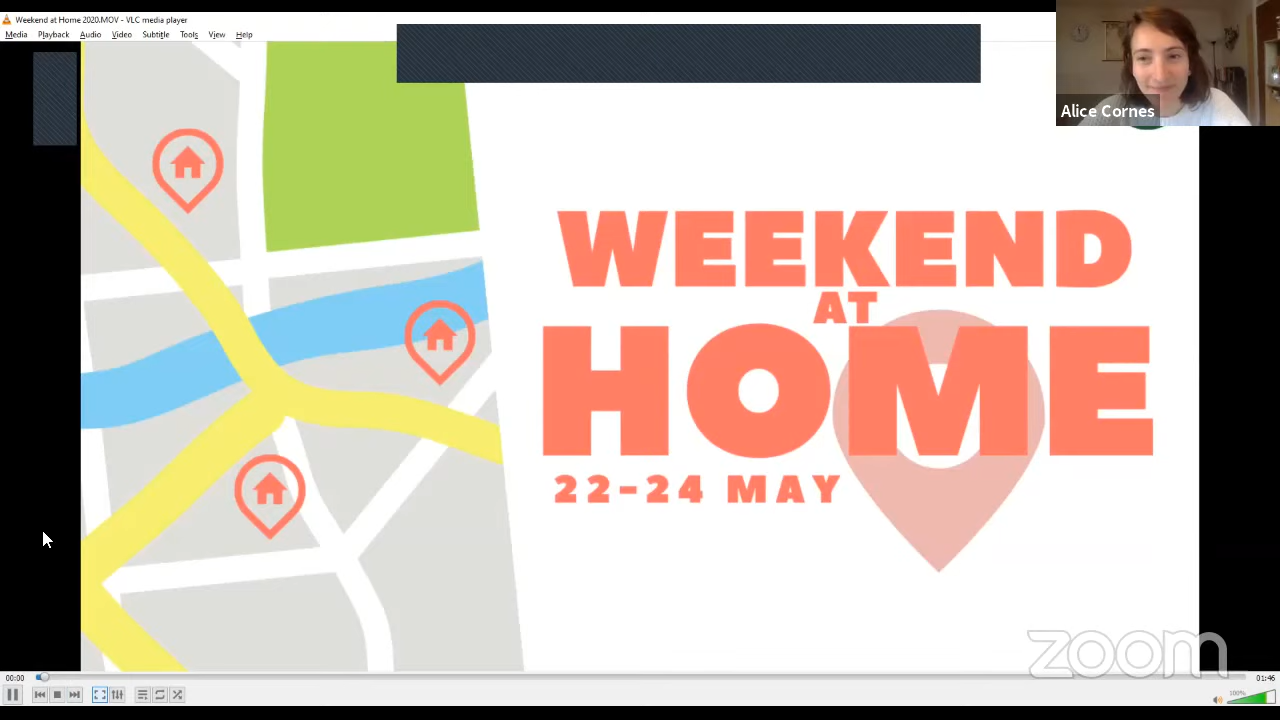 Weekend at Home 2020.MOV - VLC media player
Media Playback Audio Video Subtitle Tools View Help
Alice Cornes
WEEKEND
AT
HOME
22-24 MAY
zoom
00:00
01:46
100%